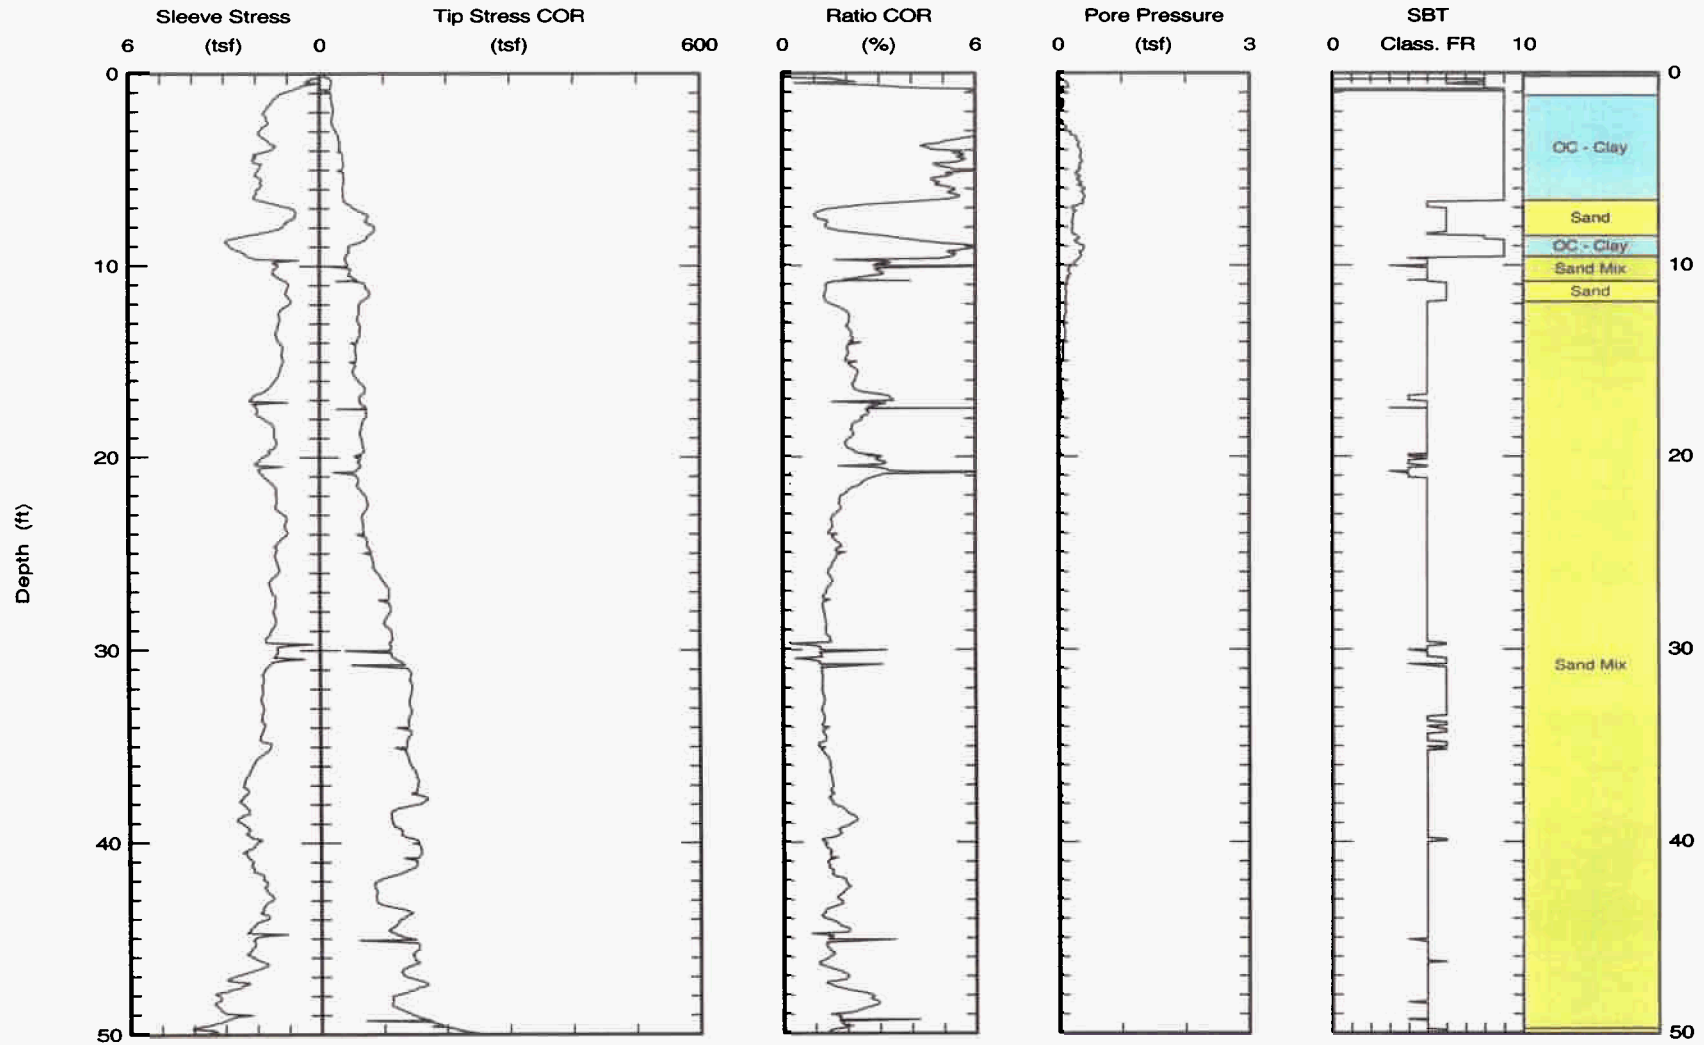 Sleeve Stress Tip Stress COR Ratio COR Pore Pressure SBT
6 (tsf) 0 (tsf) 600 0 (%) 6 0 (tsf) 3 0 Class. FR 10
0 0
OC - Clay
Sand
OC - Clay
10 10
Sand Mix
Sand
20 20
Depth (ft)
30 30
Sand Mix
40 40
50 50